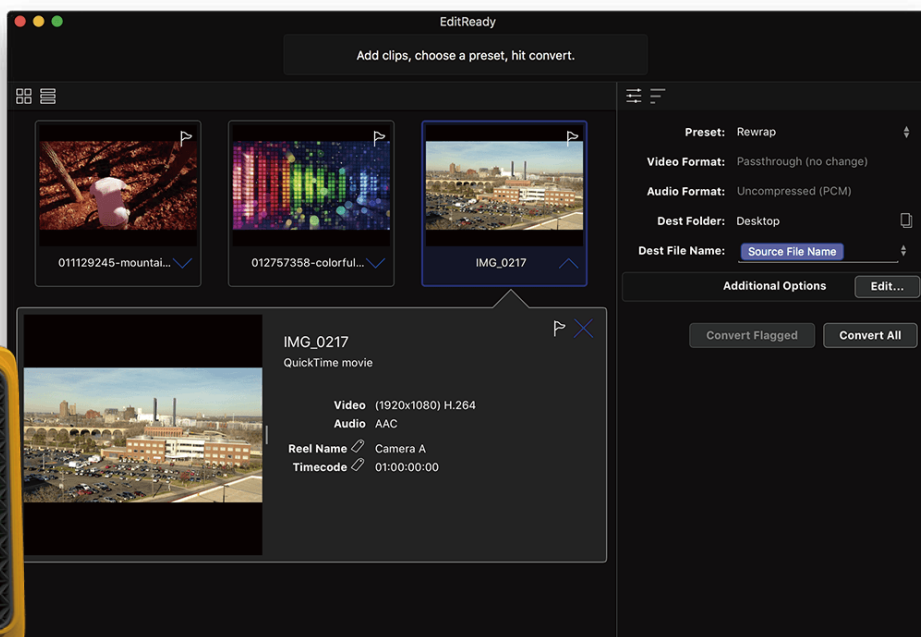 EditReady
Add clips, choose a preset, hit convert.
011129245-mountai...
012757358-colorful...
IMG_0217
IMG_0217
QuickTime movie
Video (1920x1080) H.264
Audio AAC
Reel Name Camera A
Timecode 01:00:00:00
Preset: Rewrap
Video Format: Passthrough (no change)
Audio Format: Uncompressed (PCM)
Dest Folder: Desktop
Dest File Name: Source File Name
Additional Options Edit...
Convert Flagged Convert All